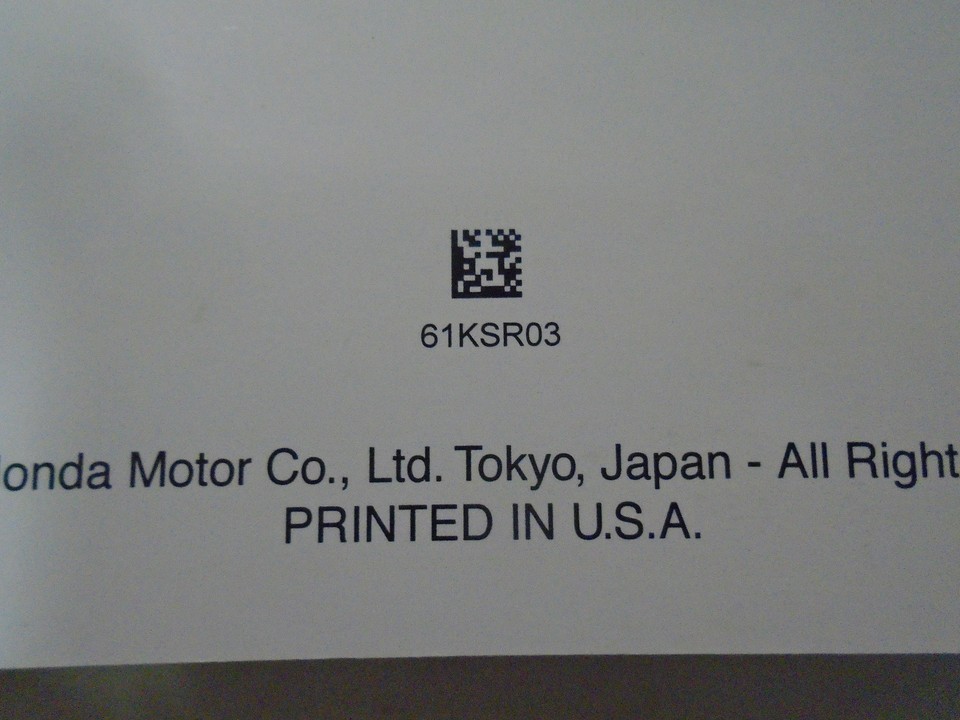 61KSR03
onda Motor Co., Ltd. Tokyo, Japan - All Right
PRINTED IN U.S.A.